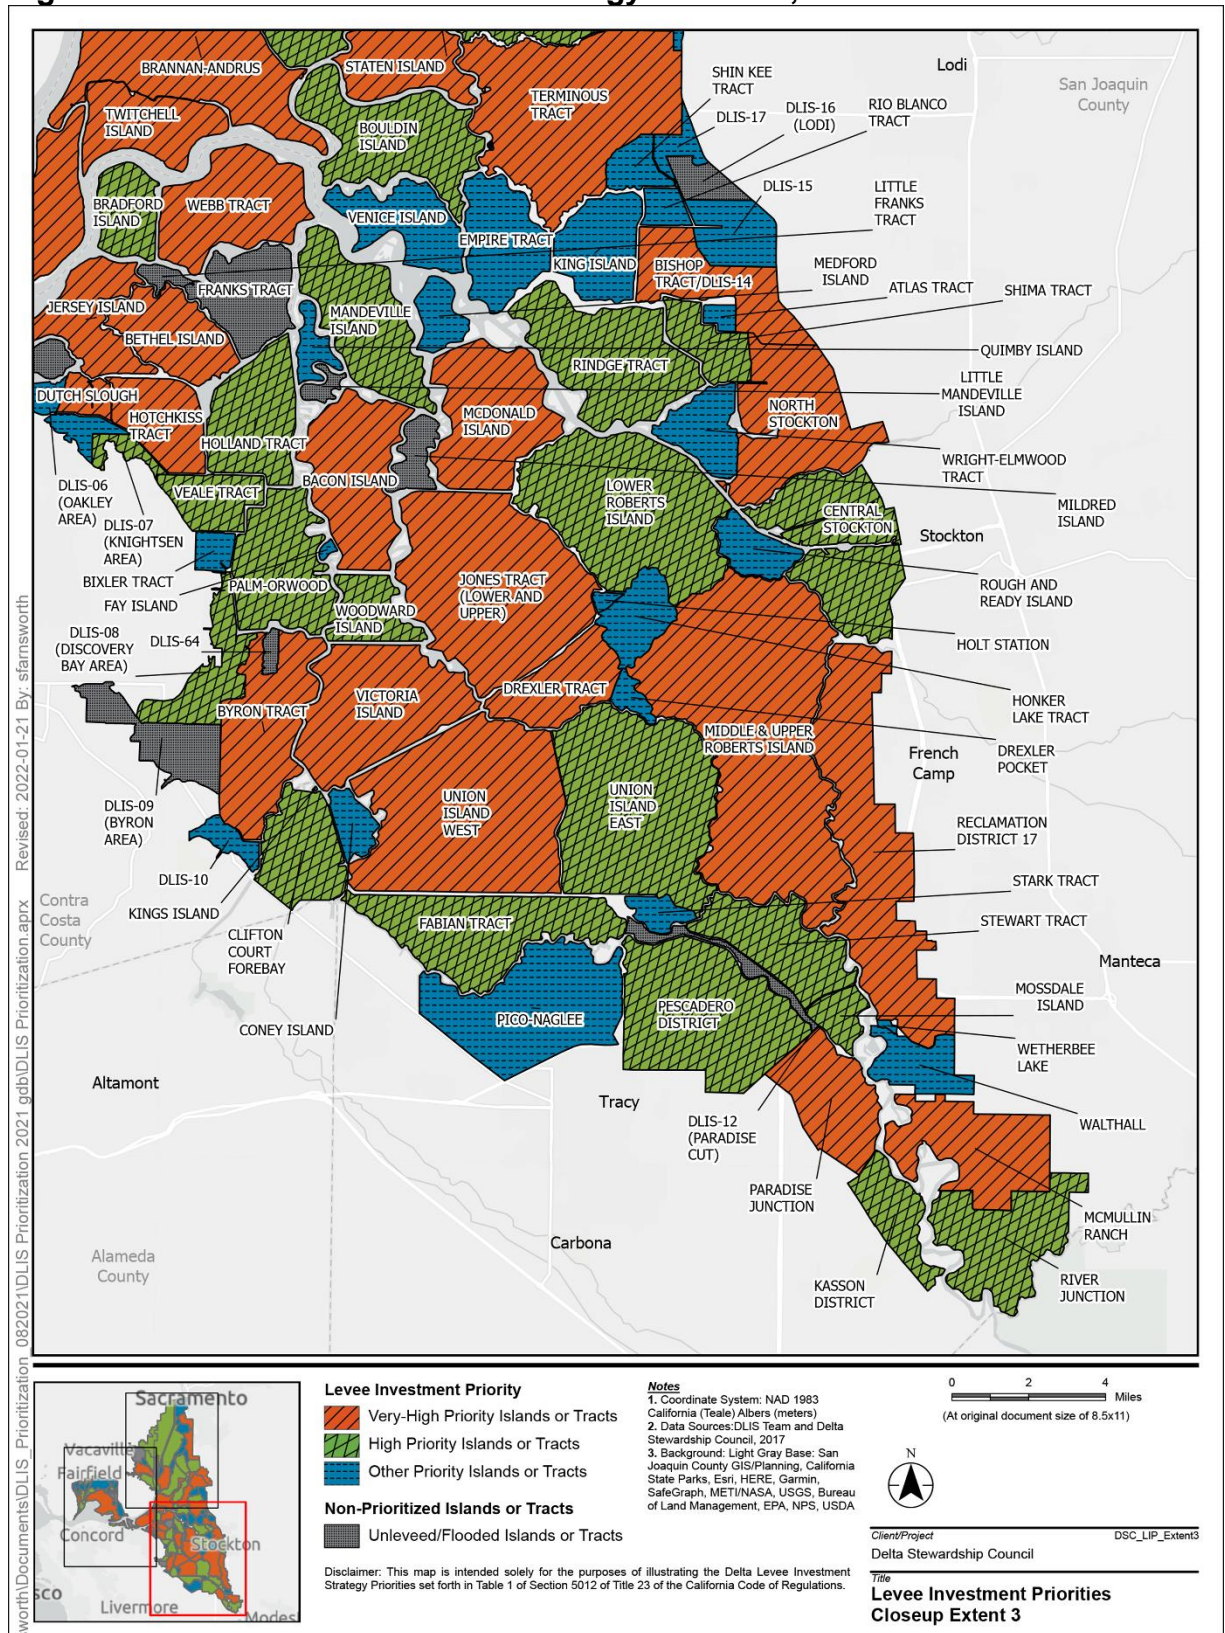 BRANNAN-ANDRUS
STATEN ISLAND
TERMINOUS
TRACT
TWITCHELL
ISLAND
BOULDIN
ISLAND
SHIN KEE
TRACT
DLIS-17
DLIS-16
(LODI)
RIO BLANCO
TRACT
Lodi
San Joaquin
County
DLIS-15
LITTLE
FRANKS
TRACT
BRADFORD
ISLAND
WEBB TRACT
VENICE ISLAND
EMPIRE TRACT
KING ISLAND
BISHOP
TRACT/DLIS-14
MEDFORD
ISLAND
ATLAS TRACT
SHIMA TRACT
JERSEY ISLAND
FRANKS TRACT
BETHEL ISLAND
MANDEVILLE
ISLAND
RINDGE TRACT
QUIMBY ISLAND
LITTLE
MANDEVILLE
ISLAND
DUTCH SLOUGH
HOTCHKISS
TRACT
HOLLAND TRACT
MCDONALD
ISLAND
NORTH
STOCKTON
WRIGHT-ELMWOOD
TRACT
MILDRED
ISLAND
DLIS-06
(OAKLEY
AREA)
DLIS-07
(KNIGHTSEN
AREA)
VEALE TRACT
BACON ISLAND
LOWER
ROBERTS
ISLAND
CENTRAL
STOCKTON
Stockton
BIXLER TRACT
FAY ISLAND
PALM-ORWOOD
WOODWARD
ISLAND
JONES TRACT
(LOWER AND
UPPER)
ROUGH AND
READY ISLAND
DLIS-08
(DISCOVERY
BAY AREA)
DLIS-64
HOLT STATION
BYRON TRACT
VICTORIA
ISLAND
DREXLER TRACT
MIDDLE & UPPER
ROBERTS ISLAND
HONKER
LAKE TRACT
DREXLER
POCKET
French
Camp
DLIS-09
(BYRON
AREA)
UNION
ISLAND
WEST
UNION
ISLAND
EAST
RECLAMATION
DISTRICT 17
DLIS-10
KINGS ISLAND
Contra
Costa
County
CLIFTON
COURT
FOREBAY
FABIAN TRACT
STARK TRACT
STEWART TRACT
Manteca
CONEY ISLAND
PICO-NAGLEE
PESCADERO
DISTRICT
MOSSDALE
ISLAND
WETHERBEE
LAKE
Altamont
Tracy
DLIS-12
(PARADISE
CUT)
WALTHALL
PARADISE
JUNCTION
MCMULLIN
RANCH
Carbona
Alameda
County
KASSON
DISTRICT
RIVER
JUNCTION
082021\DLIS Prioritization 2021 gdb\DLIS Prioritization.aprx Revised: 2022-01-21 By: sfarnsworth
sworth\Documents\DLIS_Prioritization
Sacramento
Vacaville
Fairfield
Concord
Stockton
Livermore
Levee Investment Priority
Very-High Priority Islands or Tracts
High Priority Islands or Tracts
Other Priority Islands or Tracts
Non-Prioritized Islands or Tracts
Unleveed/Flooded Islands or Tracts
Notes
1. Coordinate System: NAD 1983
California (Teale) Albers (meters)
2. Data Sources:DLIS Team and Delta
Stewardship Council, 2017
3. Background: Light Gray Base: San
Joaquin County GIS/Planning, California
State Parks, Esri, HERE, Garmin,
SafeGraph, METI/NASA, USGS, Bureau
of Land Management, EPA, NPS, USDA
Disclaimer: This map is intended solely for the purposes of illustrating the Delta Levee Investment
Strategy Priorities set forth in Table 1 of Section 5012 of Title 23 of the California Code of Regulations.
0 2 4
Miles
(At original document size of 8.5x11)
N
Client/Project DSC_LIP_Extent3
Delta Stewardship Council
Title
Levee Investment Priorities
Closeup Extent 3